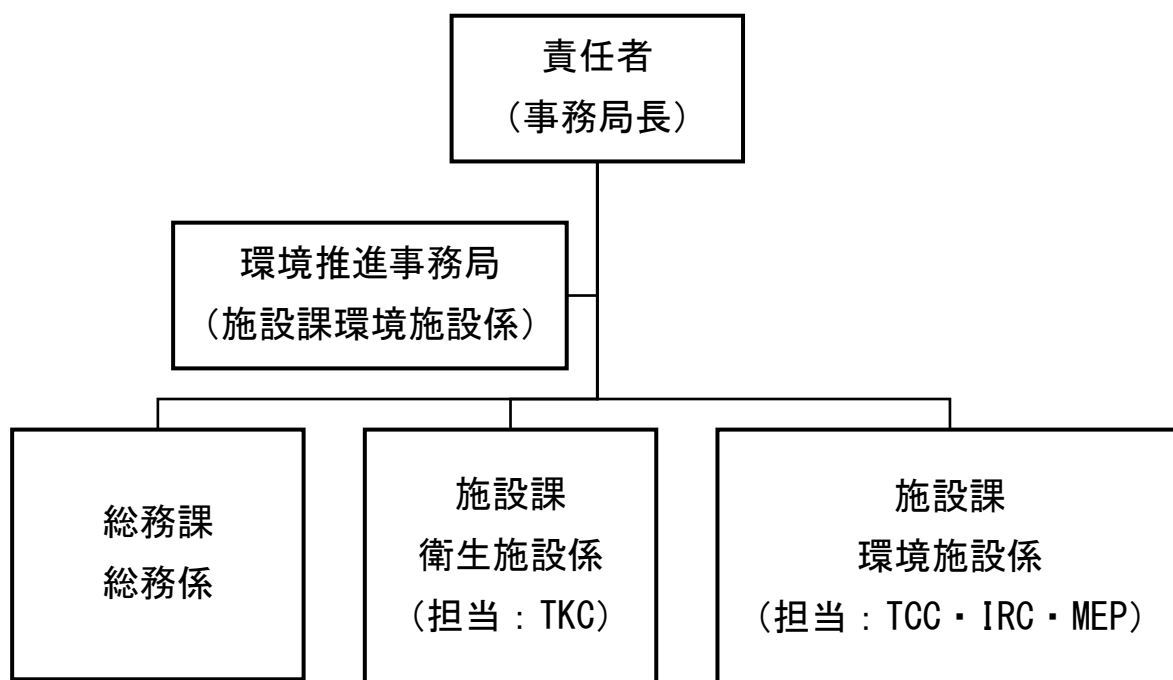 責任者
（事務局長）
環境推進事務局
（施設課環境施設係）
総務課
総務係
施設課
衛生施設係
（担当：TKC）
施設課
環境施設係
（担当：TCC・IRC・MEP）